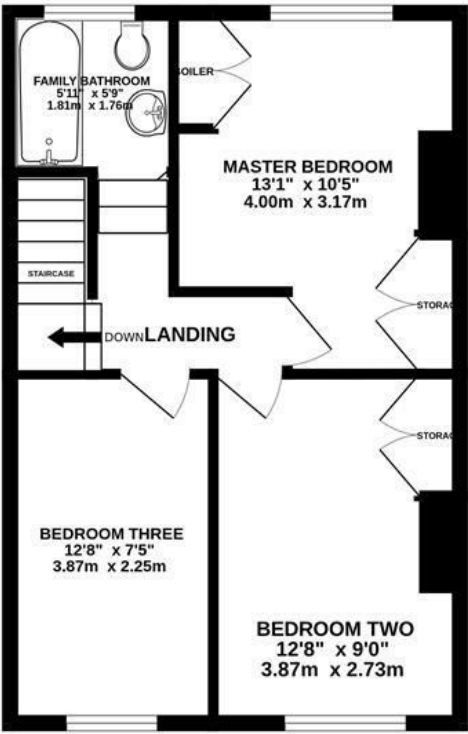 FAMILY BATHROOM
5'11" x 5'9"
1.81m x 1.76m
BOILER
MASTER BEDROOM
13'1" x 10'5"
4.00m x 3.17m
STAIRCASE
STORAG
DOWN
LANDING
STORAG
BEDROOM THREE
12'8" x 7'5"
3.87m x 2.25m
BEDROOM TWO
12'8" x 9'0"
3.87m x 2.73m